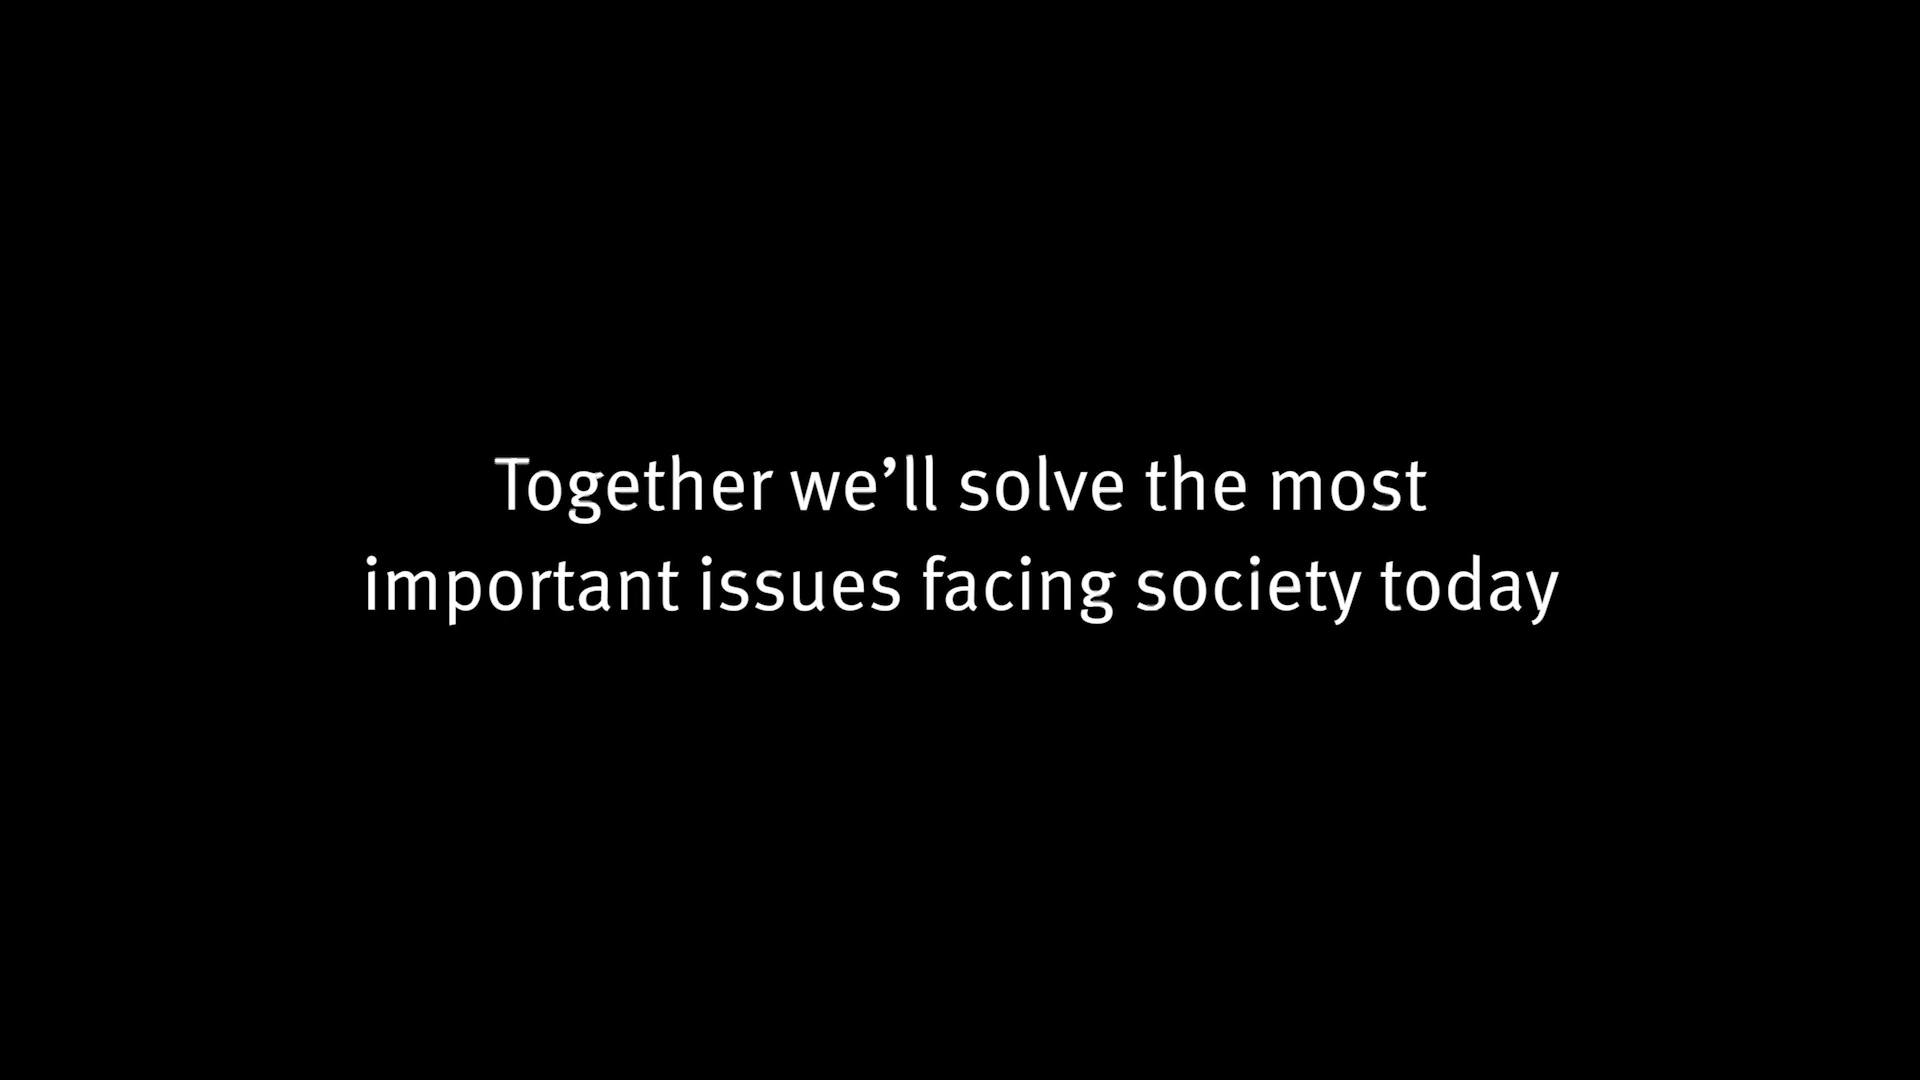 Together we’ll solve the most
important issues facing society today